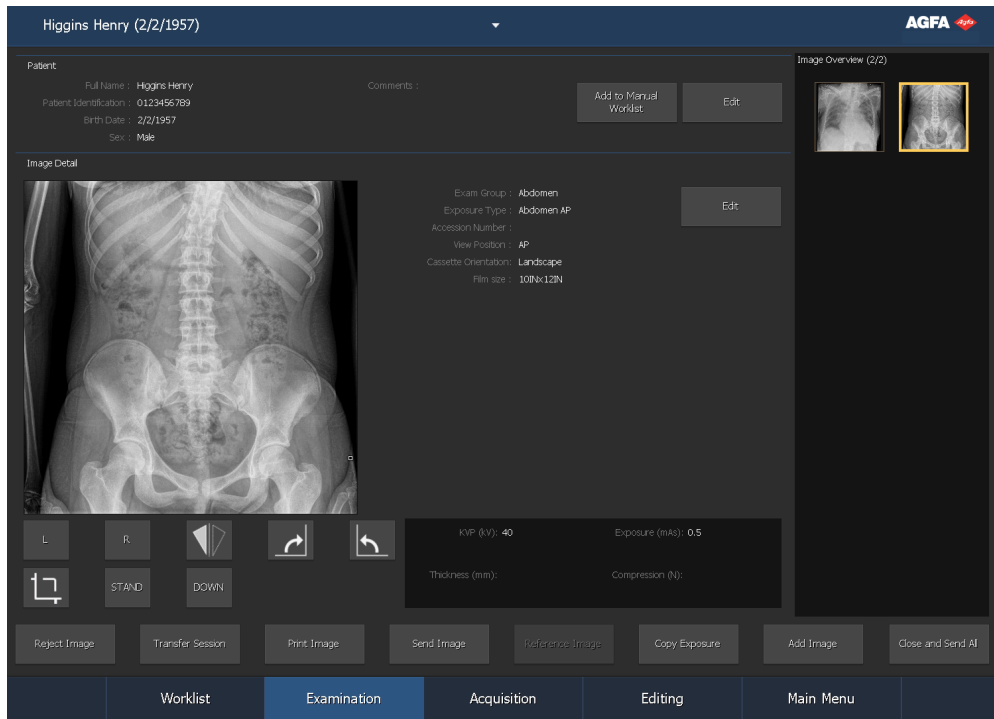 Higgins Henry (2/2/1957)
AGFA
Agfa
Patient
Full Name : Higgins Henry
Comments :
Patient Identification : 0123456789
Birth Date : 2/2/1957
Sex : Male
Add to Manual
Worklist
Edit
Image Overview (2/2)
Image Detail
Exam Group : Abdomen
Exposure Type : Abdomen AP
Accession Number :
View Position : AP
Cassette Orientation: Landscape
Film size : 10INx12IN
Edit
L
R
STAND
DOWN
KVP (kV): 40
Exposure (mAs): 0.5
Thickness (mm):
Compression (N):
Reject Image
Transfer Session
Print Image
Send Image
Reference Image
Copy Exposure
Add Image
Close and Send All
Worklist
Examination
Acquisition
Editing
Main Menu